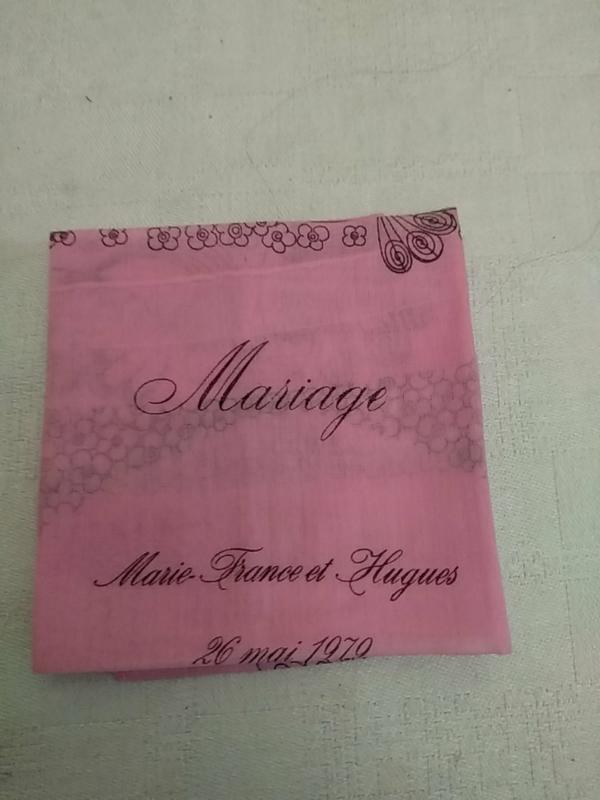 Mariage
Marie-France et Hugues
26 mai 1979